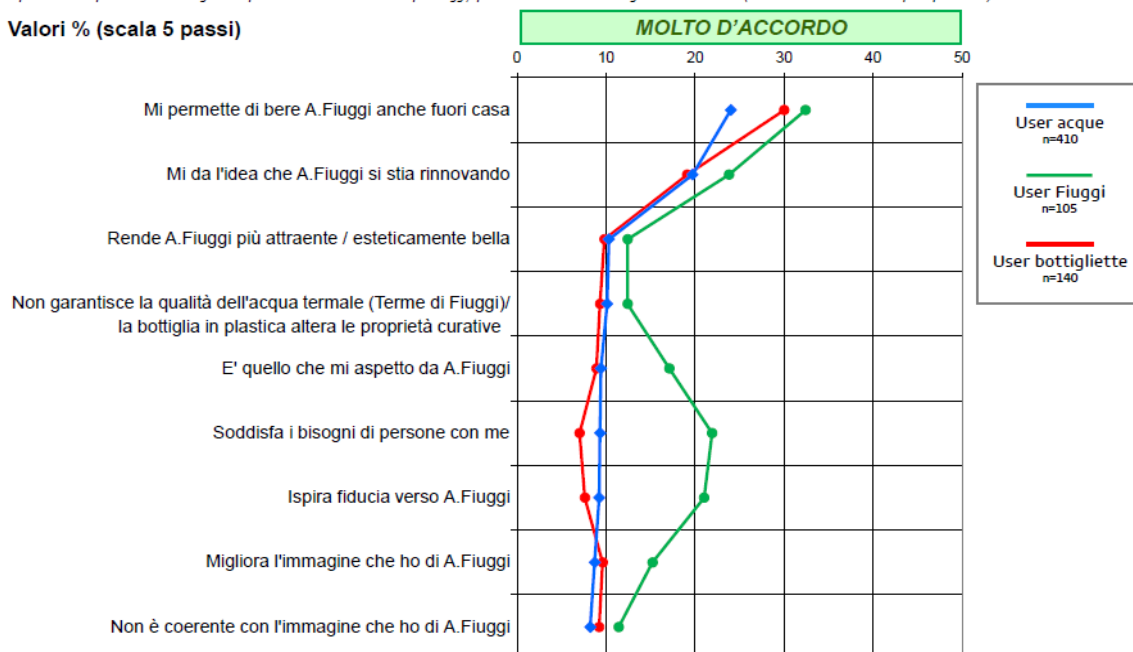 Valori % (scala 5 passi)
MOLTO D'ACCORDO
0 10 20 30 40 50
Mi permette di bere A.Fiuggi anche fuori casa
Mi da l'idea che A.Fiuggi si stia rinnovando
Rende A.Fiuggi più attraente / esteticamente bella
Non garantisce la qualità dell'acqua termale (Terme di Fiuggi)/
la bottiglia in plastica altera le proprietà curative
E' quello che mi aspetto da A.Fiuggi
Soddisfa i bisogni di persone con me
Ispira fiducia verso A.Fiuggi
Migliora l'immagine che ho di A.Fiuggi
Non è coerente con l'immagine che ho di A.Fiuggi
User acque
n=410
User Fiuggi
n=105
User bottigliette
n=140